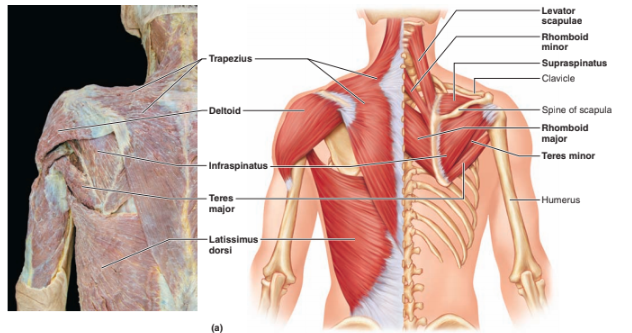 Levator
scapulae
Rhomboid
minor
Trapezius
Supraspinatus
Clavicle
Deltoid
Spine of scapula
Rhomboid
major
Teres minor
Infraspinatus
Teres
major
Humerus
Latissimus
dorsi
(a)